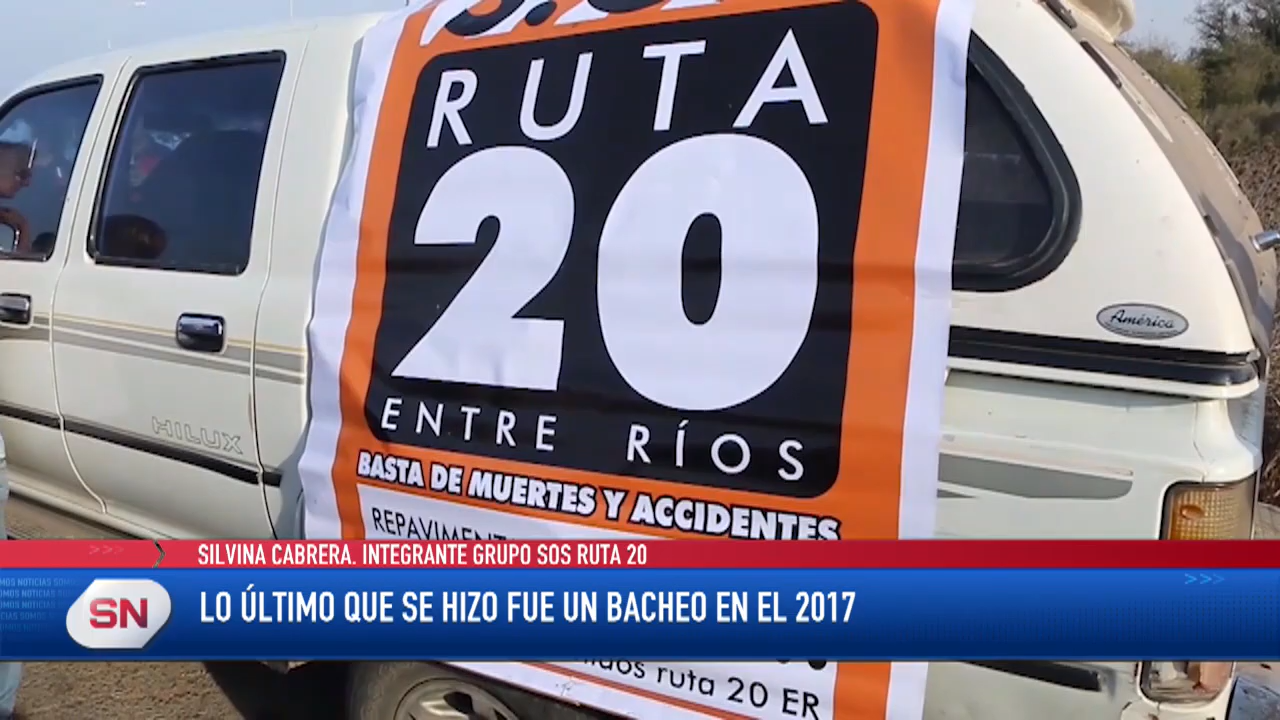 RUTA
20
ENTRE RÍOS
BASTA DE MUERTES Y ACCIDENTES
HILUX
América
SILVINA CABRERA. INTEGRANTE GRUPO SOS RUTA 20
SN
LO ÚLTIMO QUE SE HIZO FUE UN BACHEO EN EL 2017
ruta 20 ER